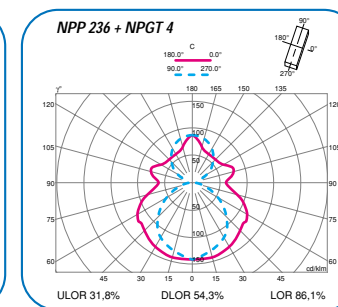 NPP 236 + NPGT 4
90°
180°
0°
270°
C
180.0° 0.0°
90.0° 270.0°
γ° 180 165 150 135
120 150 120
105 100 105
50
90 90
50
75 100 75
60 150 60
cd/klm
45 30 15 0 15 30 45
ULOR 31,8% DLOR 54,3% LOR 86,1%